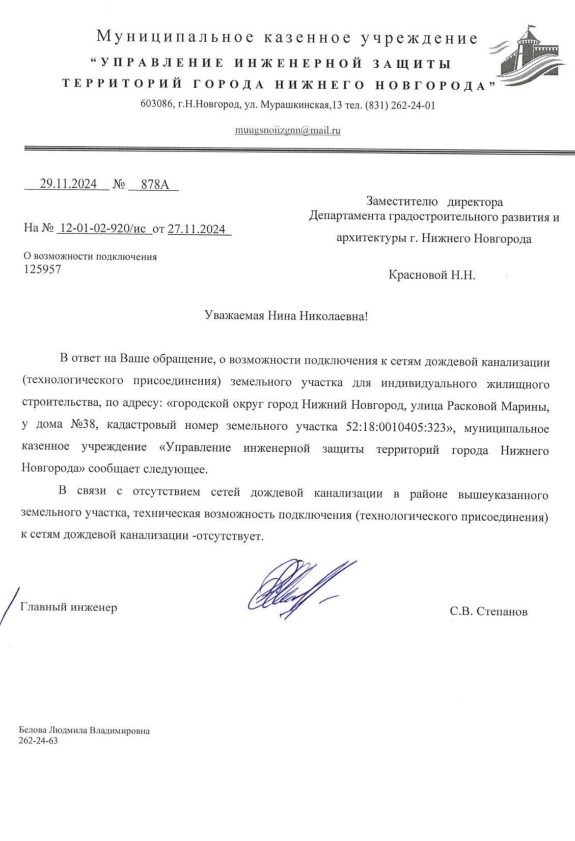 Муниципальное казенное учреждение
“УПРАВЛЕНИЕ ИНЖЕНЕРНОЙ ЗАЩИТЫ
ТЕРРИТОРИЙ ГОРОДА НИЖНЕГО НОВГОРОДА”
603086, г.Н.Новгород, ул. Мурашкинская,13 тел. (831) 262-24-01
muugsnoiizgnn@mail.ru
29.11.2024 № 878А
Заместителю директора
Департамента градостроительного развития и
архитектуры г. Нижнего Новгорода
На № 12-01-02-920/ис от 27.11.2024
О возможности подключения
125957
Красновой Н.Н.
Уважаемая Нина Николаевна!
В ответ на Ваше обращение, о возможности подключения к сетям дождевой канализации
(технологического присоединения) земельного участка для индивидуального жилищного
строительства, по адресу: «городской округ город Нижний Новгород, улица Расковой Марины,
у дома №38, кадастровый номер земельного участка 52:18:0010405:323», муниципальное
казенное учреждение «Управление инженерной защиты территорий города Нижнего
Новгорода» сообщает следующее.
В связи с отсутствием сетей дождевой канализации в районе вышеуказанного
земельного участка, техническая возможность подключения (технологического присоединения)
к сетям дождевой канализации -отсутствует.
Главный инженер
С.В. Степанов
Белова Людмила Владимировна
262-24-63